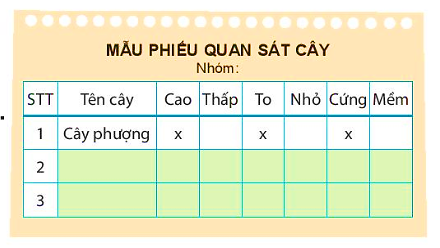 MẪU PHIẾU QUAN SÁT CÂY
Nhóm:
STT Tên cây Cao Thấp To Nhỏ Cứng Mềm
1 Cây phượng x x x
2
3